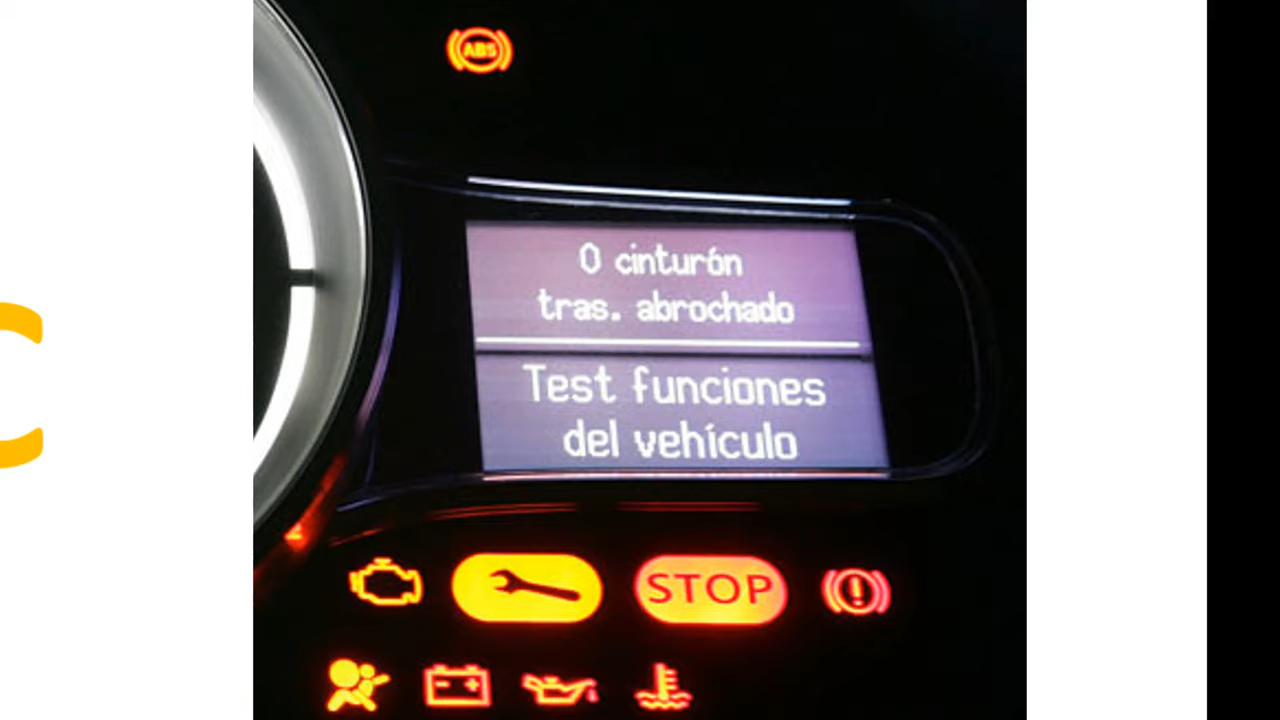 ABS
0 cinturón
tras. abrochado
Test funciones
del vehículo
STOP